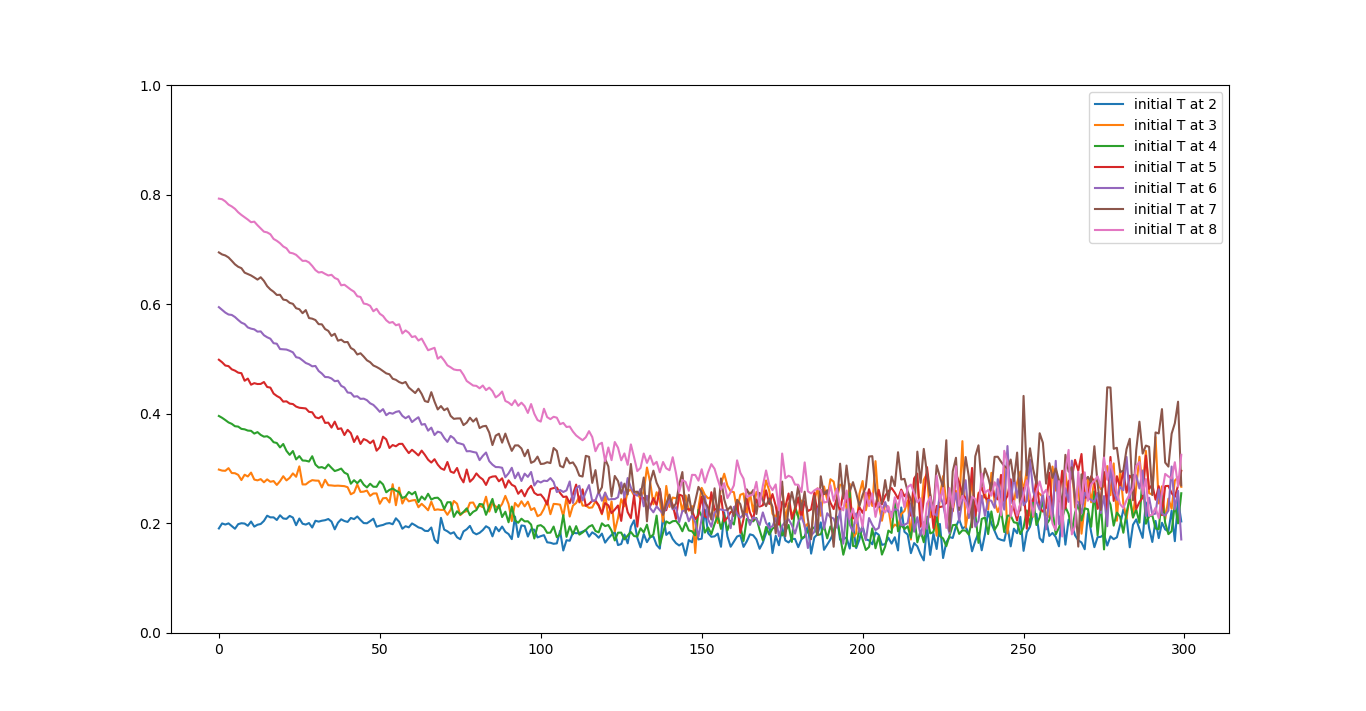 1.0
0.8
0.6
0.4
0.2
0.0
0
50
100
150
200
250
300
initial T at 2
initial T at 3
initial T at 4
initial T at 5
initial T at 6
initial T at 7
initial T at 8